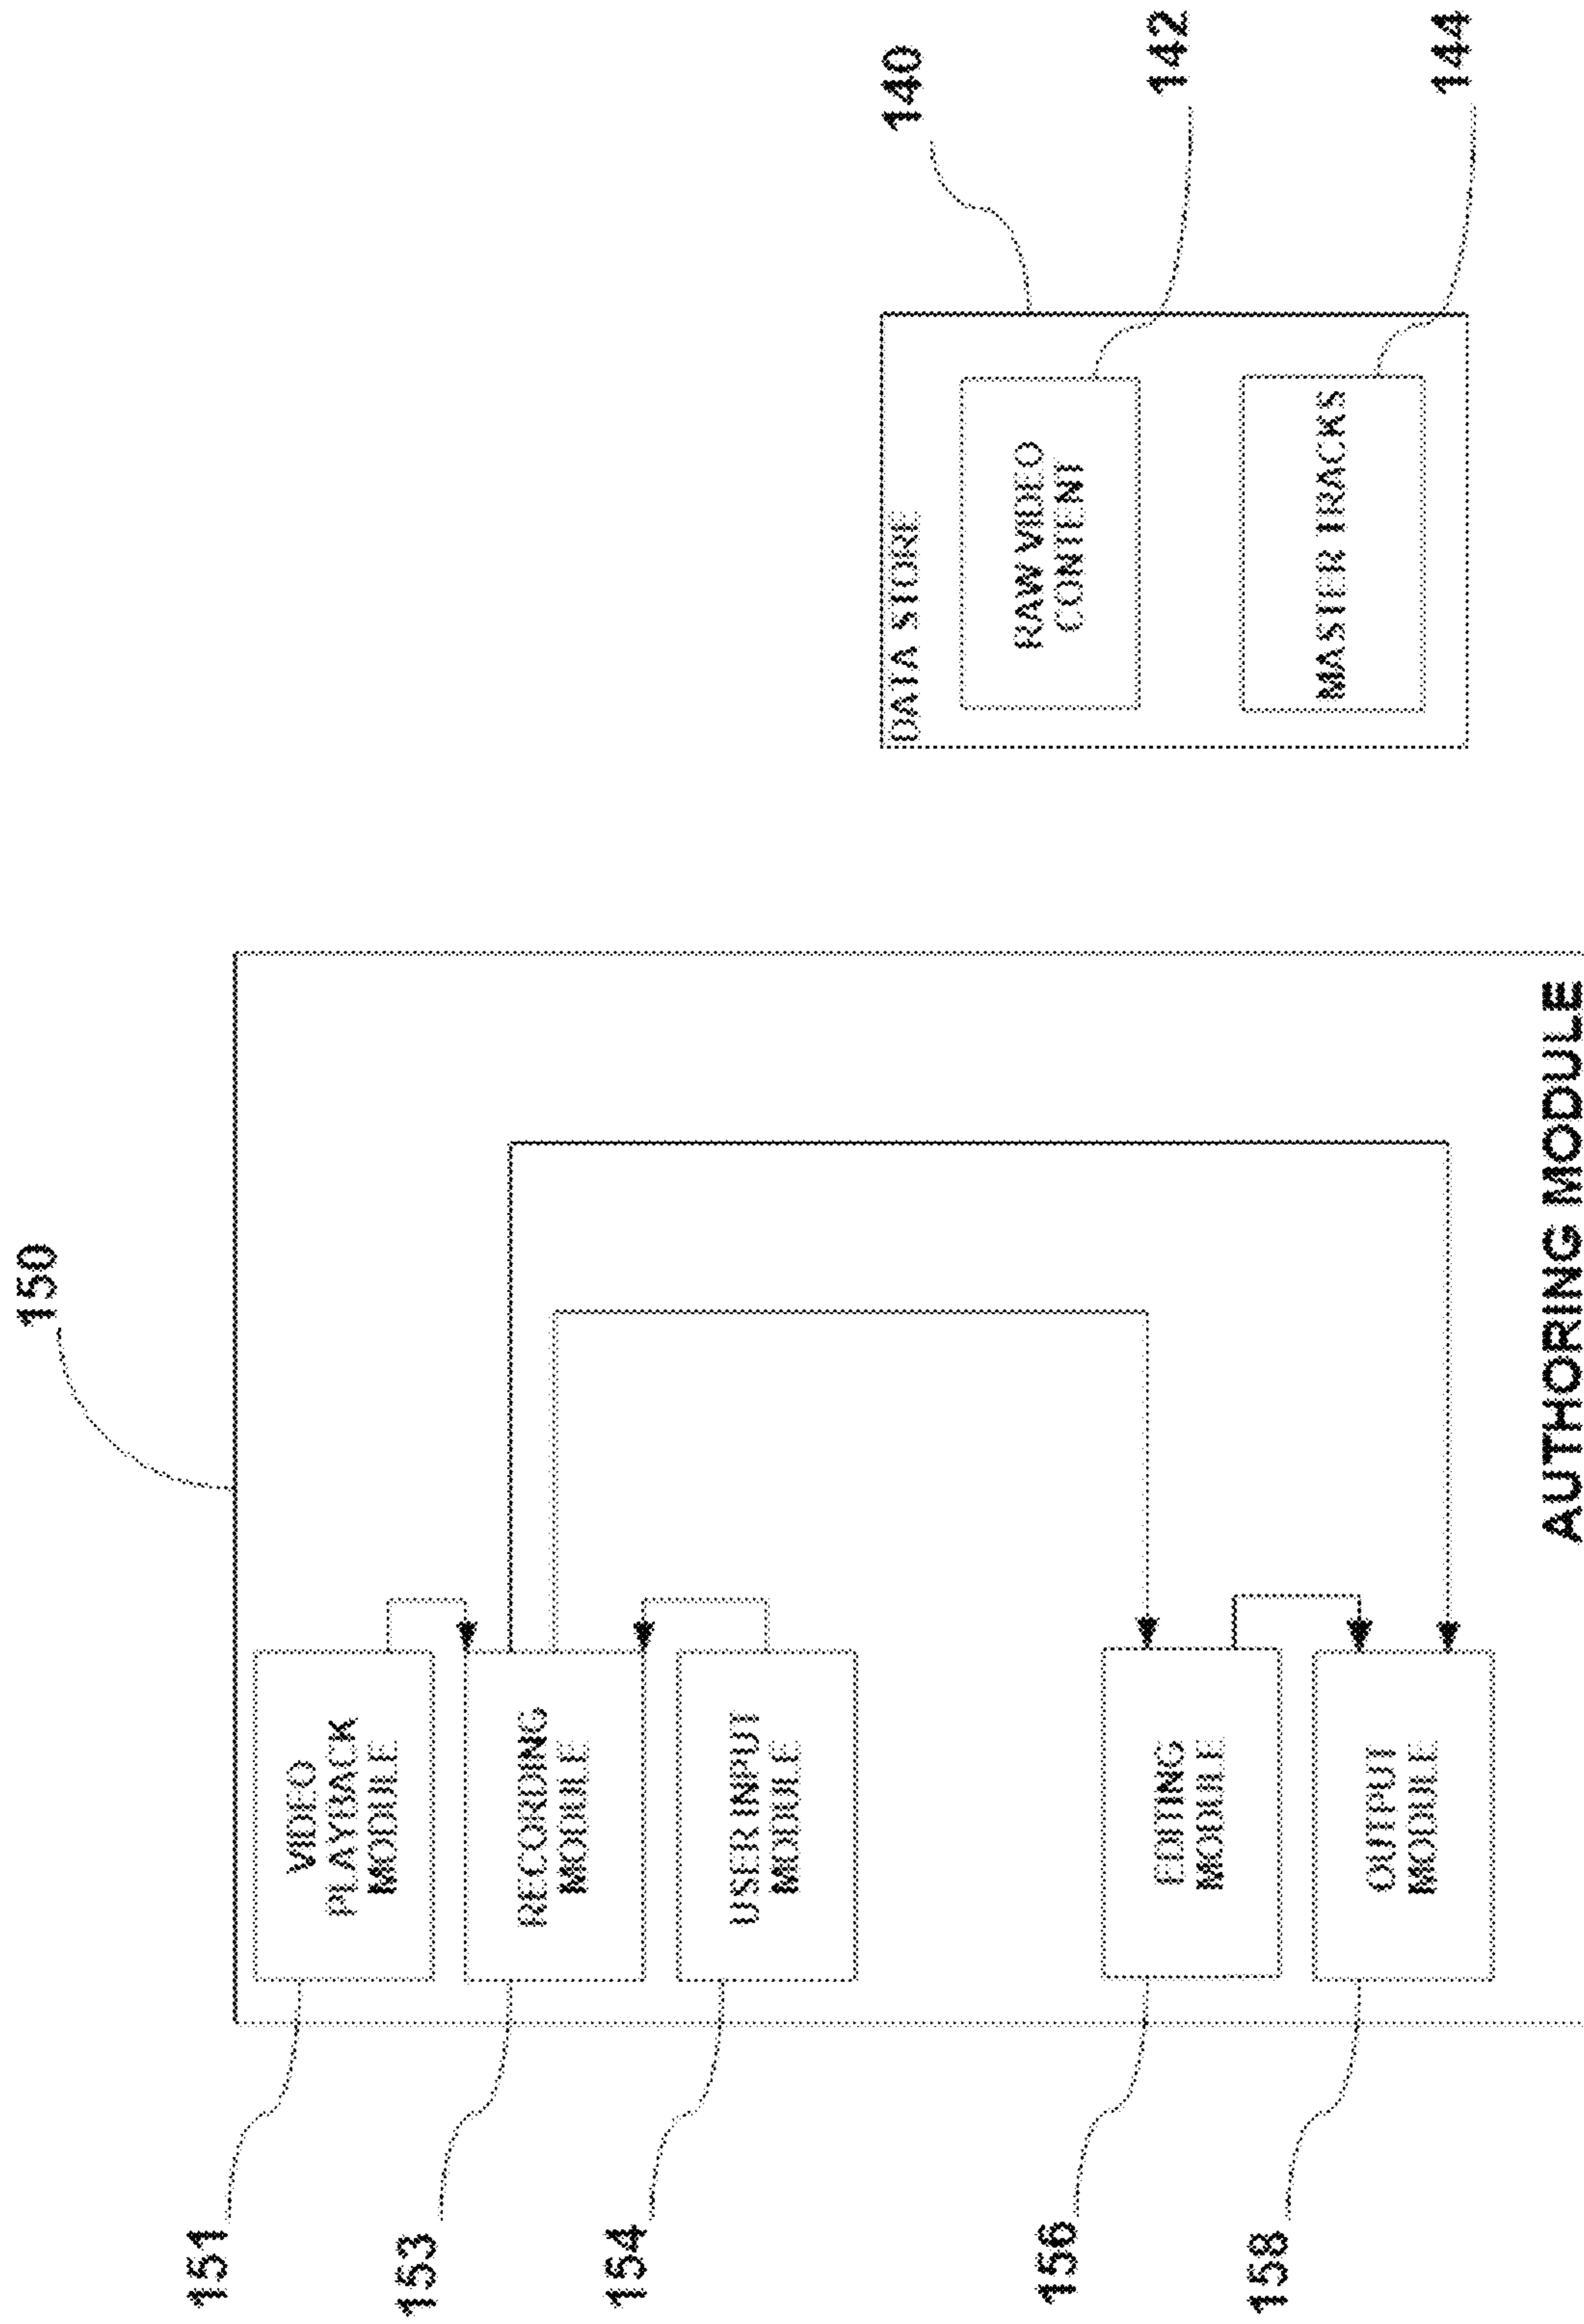 150
151
VIDEO
PLAYBACK
MODULE
153
RECORDING
MODULE
154
USER INPUT
MODULE
156
EDITING
MODULE
158
OUTPUT
MODULE
AUTHORING MODULE
140
DATA STORE
142
RAW VIDEO
CONTENT
144
MASTER TRACKS